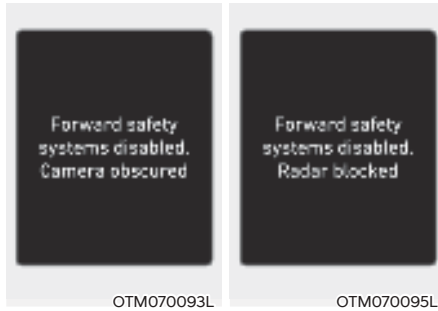 Forward safety
systems disabled.
Camera obscured
OTM070093L
Forward safety
systems disabled.
Radar blocked
OTM070095L